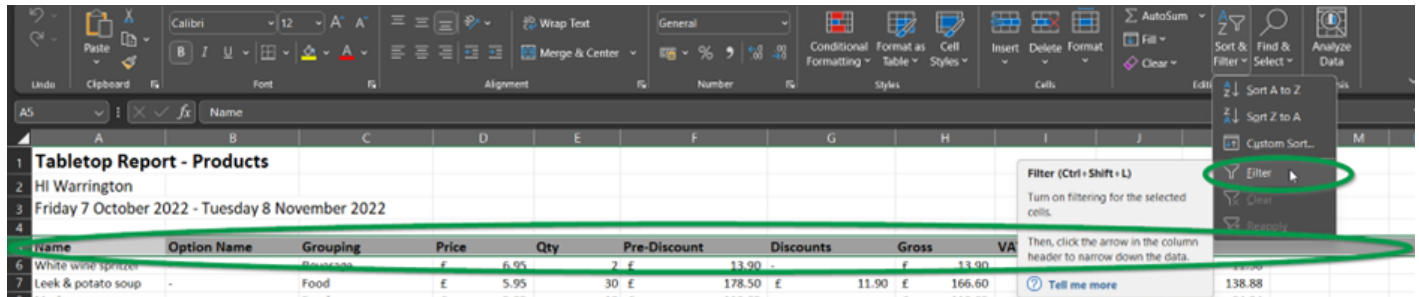 Calibri 12 A A Wrap Text General AutoSum
Paste B I U A Merge & Center % Conditional Formatting Format as Table Cell Styles Insert Delete Format Fill Clear Sort & Filter Find & Select Analyze Data
Undo Clipboard Font Alignment Number Styles Cells
A5 fx Name
Sort A to Z
Sort Z to A
Custom Sort...
Filter
Clear
Reapply
A B C D E F G H I J M
1 Tabletop Report - Products
2 HI Warrington
3 Friday 7 October 2022 - Tuesday 8 November 2022
4
Filter (Ctrl+Shift+L)
Turn on filtering for the selected
cells.
Then, click the arrow in the column
header to narrow down the data.
Tell me more
Name Option Name Grouping Price Qty Pre-Discount Discounts Gross
6 White wine spritzer Beverage £ 6.95 2 £ 13.90 - £ 13.90
7 Leek & potato soup - Food £ 5.95 30 £ 178.50 £ 11.90 £ 166.60 138.88